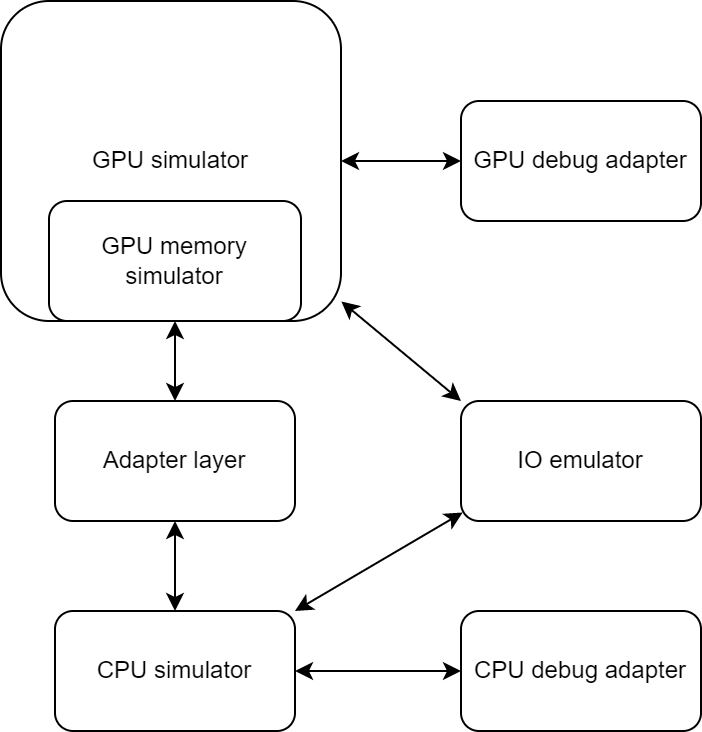 GPU simulator
GPU debug adapter
GPU memory
simulator
Adapter layer
IO emulator
CPU simulator
CPU debug adapter